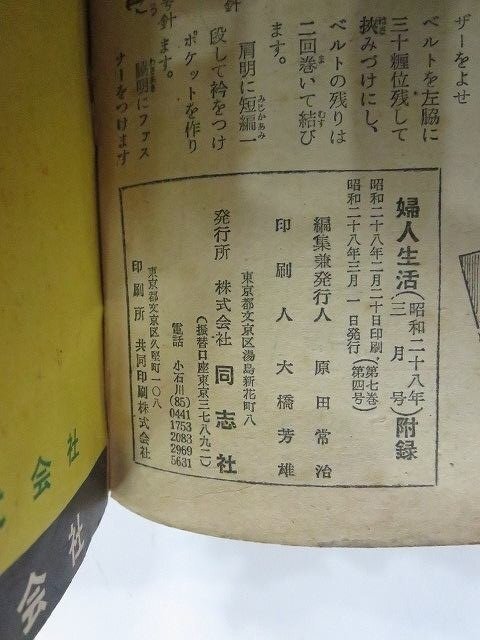 ザーをよせ
ベルトを左脇に
三十糎位残して
挟みづけにし、
ベルトの残りは
二回巻いて結び
ます。
肩明に短編一
段して衿をつけ
ポケットを作り
ます。
脇明にファス
ナーをつけます
婦人生活(昭和二十八年三月号)附録
昭和二十八年二月二十日印刷(第七巻
昭和二十八年三月一日発行 第四号)
編集兼発行人 原田常治
印刷人 大橋芳雄
東京都文京区湯島新花町八
発行所 株式会社 同志社
(振替口座東京三七八九二)
電話 小石川(85)0441 1753 2083 2969 5631
東京都文京区久堅町一〇八
印刷所 共同印刷株式会社
会社
会社